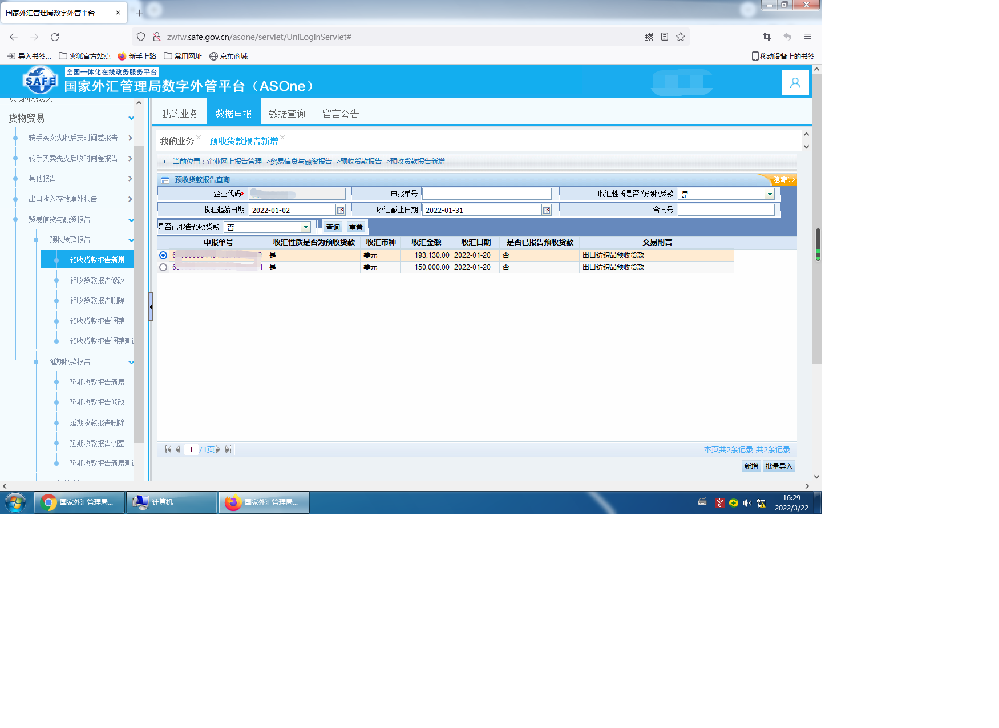 国家外汇管理局数字外管平台
zwfw.safe.gov.cn/asone/servlet/UniLoginServlet#
导入书签... 火狐官方站点 新手上路 常用网址 京东商城 移动设备上的书签
SAFE
全国一体化在线政务服务平台
国家外汇管理局数字外管平台（ASOne）
我的业务 数据申报 数据查询 留言公告
货物贸易
转手买卖先收后支时间差报告
转手买卖先支后收时间差报告
其他报告
出口收入存放境外报告
贸易信贷与融资报告
预收货款报告
预收货款报告新增
预收货款报告修改
预收货款报告删除
预收货款报告调整
预收货款报告调整
延期收款报告
延期收款报告新增
延期收款报告修改
延期收款报告删除
延期收款报告调整
延期收款报告新增
我的业务 预收货款报告新增
当前位置：企业网上报告管理-->贸易信贷与融资报告-->预收货款报告-->预收货款报告新增
预收货款报告查询 隐藏>>
企业代码* 申报单号 收汇性质是否为预收货款 是
收汇起始日期 2022-01-02 收汇截止日期 2022-01-31 合同号
是否已报告预收货款 否 查询 重置
申报单号 收汇性质是否为预收货款 收汇币种 收汇金额 收汇日期 是否已报告预收货款 交易附言
是 美元 193,130.00 2022-01-20 否 出口纺织品预收货款
是 美元 150,000.00 2022-01-20 否 出口纺织品预收货款
1 /1页 本页共2条记录 共2条记录
新增 批量导入
国家外汇管理局... 计算机 国家外汇管理局...
16:29
2022/3/22